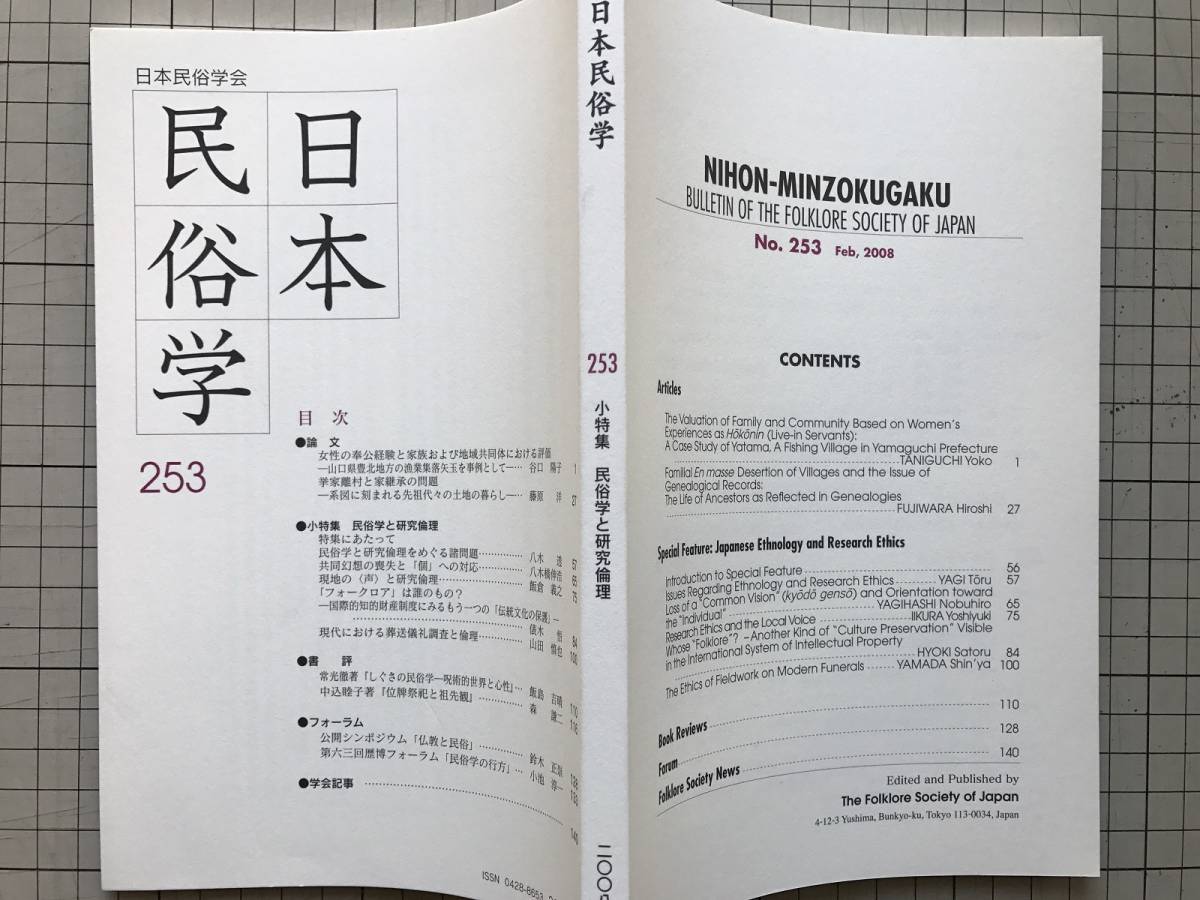 日本民俗学会
日本
民俗学
253
目 次
●論 文
女性の奉公経験と家族および地域共同体における評価
―山口県豊北地方の漁業集落矢玉を事例として―… 谷口 陽子 1
挙家離村と家継承の問題
―系図に刻まれる先祖代々の土地の暮らし―… 藤原 洋 27
●小特集 民俗学と研究倫理
特集にあたって
民俗学と研究倫理をめぐる諸問題…………… 八木 透 57
共同幻想の喪失と「個」への対応…………… 八木橋伸浩 65
現地の〈声〉と研究倫理…………………… 飯倉 義之 75
「フォークロア」は誰のもの?
―国際的知的財産制度にみるもう一つの「伝統文化の保護」―
………………………………… 俵木 悟 84
現代における葬送儀礼調査と倫理………… 山田 慎也 100
●書 評
常光徹著『しぐさの民俗学―呪術的世界と心性』… 飯島 吉晴 110
中込睦子著『位牌祭祀と祖先観』…………… 森 謙二 116
●フォーラム
公開シンポジウム「仏教と民俗」…………… 鈴木 正崇 128
第六三回歴博フォーラム「民俗学の行方」… 小池 淳一 133
●学会記事 ………………………………… 140
ISSN 0428-8653
日本民俗学
253
小特集 民俗学と研究倫理
NIHON-MINZOKUGAKU
BULLETIN OF THE FOLKLORE SOCIETY OF JAPAN
No. 253 Feb, 2008
CONTENTS
Articles
The Valuation of Family and Community Based on Women's
Experiences as Hōkōnin (Live-in Servants):
A Case Study of Yatama, A Fishing Village in Yamaguchi Prefecture
TANIGUCHI Yoko 1
Familial En masse Desertion of Villages and the Issue of
Genealogical Records:
The Life of Ancestors as Reflected in Genealogies
FUJIWARA Hiroshi 27
Special Feature: Japanese Ethnology and Research Ethics
Introduction to Special Feature 56
Issues Regarding Ethnology and Research Ethics YAGI Tōru 57
Loss of a "Common Vision" (kyōdō gensō) and Orientation toward
the "Individual" YAGIHASHI Nobuhiro 65
Research Ethics and the Local Voice IIKURA Yoshiyuki 75
Whose "Folklore"? –Another Kind of "Culture Preservation" Visible
in the International System of Intellectual Property
HYOKI Satoru 84
The Ethics of Fieldwork on Modern Funerals YAMADA Shin'ya 100
Book Reviews 110
Forum 128
Folklore Society News 140
Edited and Published by
The Folklore Society of Japan
4-12-3 Yushima, Bunkyo-ku, Tokyo 113-0034, Japan